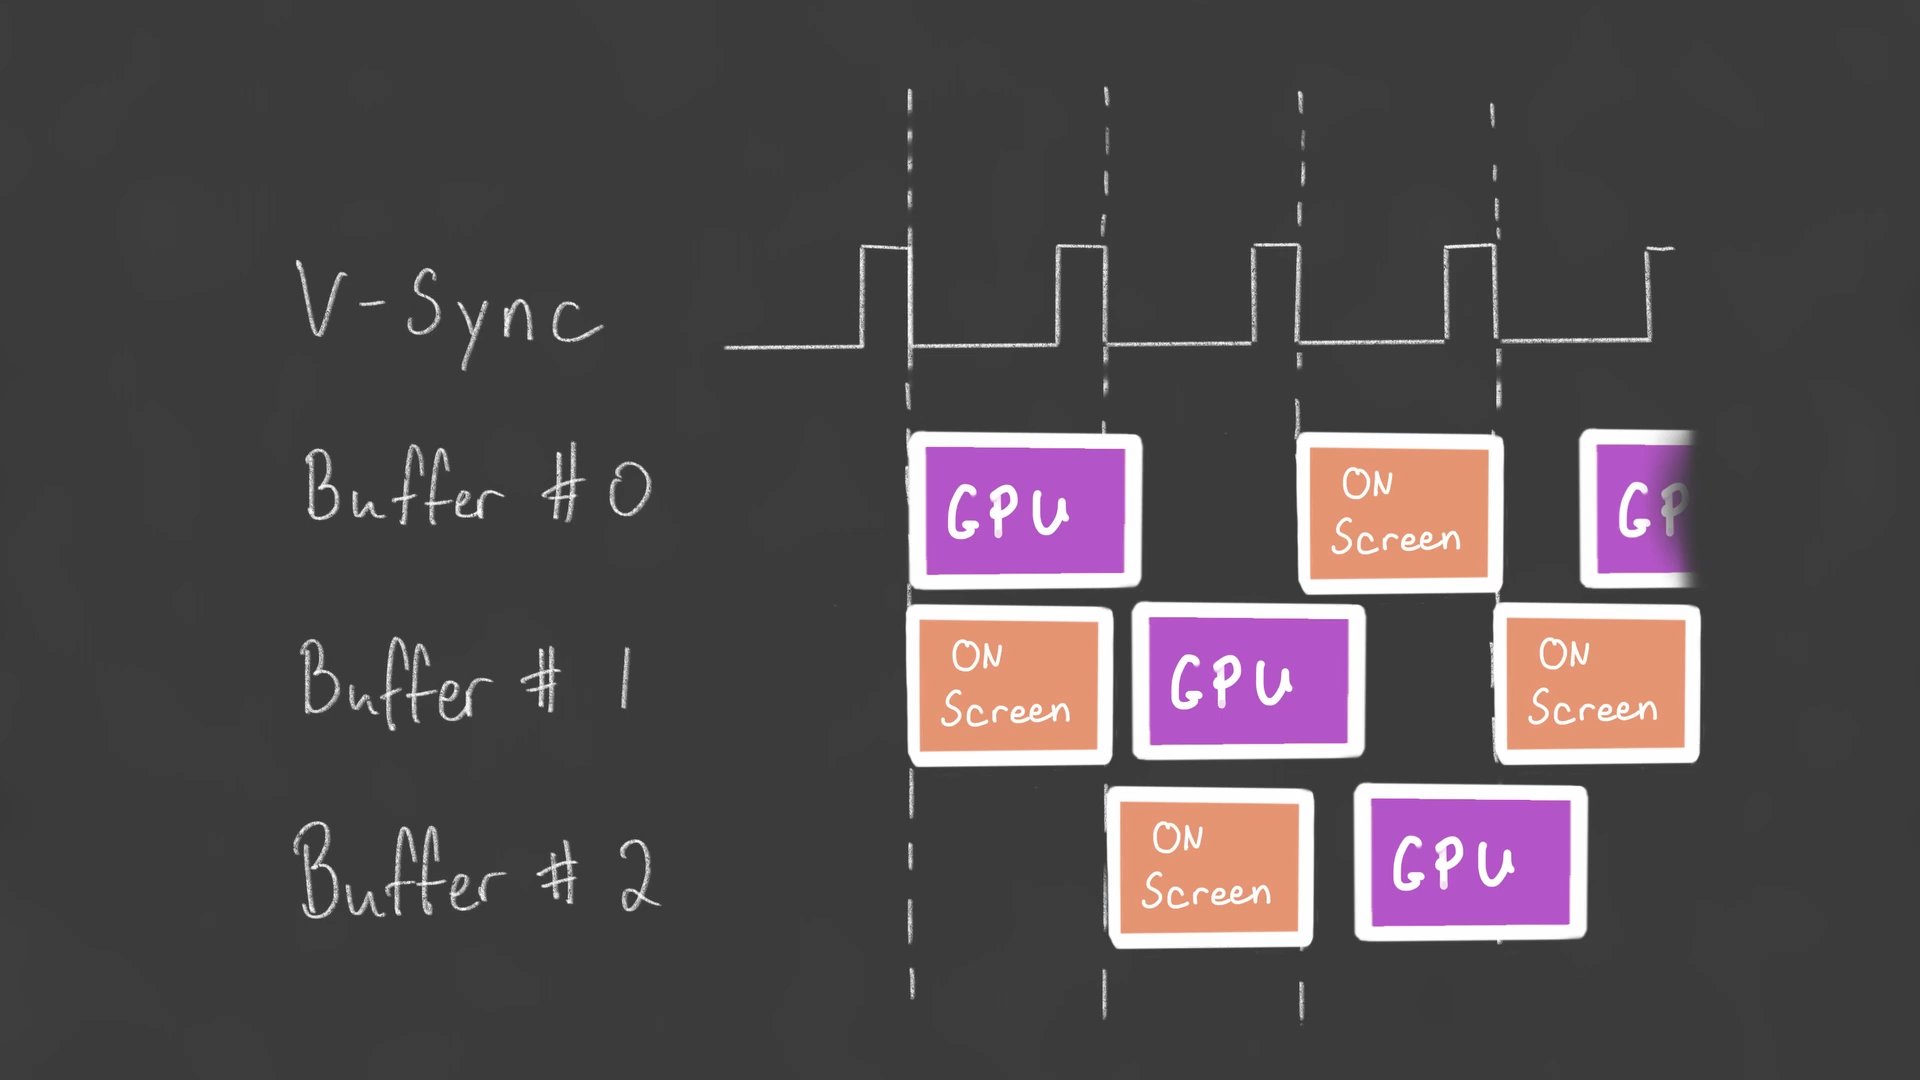 V-Sync
Buffer #0
GPU
ON
Screen
GP
Buffer # 1
ON
Screen
GPU
ON
Screen
Buffer # 2
ON
Screen
GPU